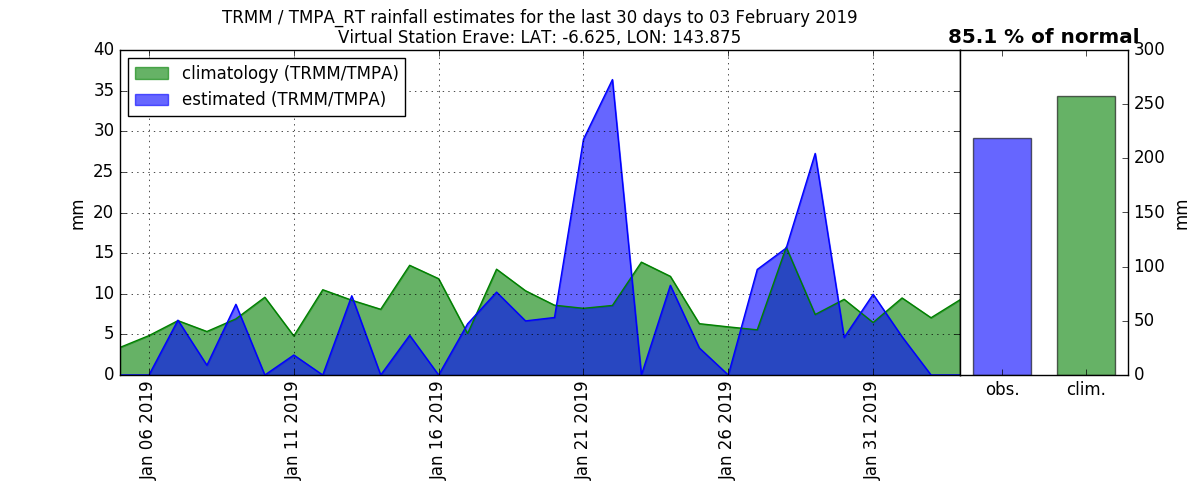 TRMM / TMPA_RT rainfall estimates for the last 30 days to 03 February 2019
Virtual Station Erave: LAT: -6.625, LON: 143.875
85.1 % of normal
climatology (TRMM/TMPA)
estimated (TRMM/TMPA)
40
35
30
25
20
15
10
5
0
mm
Jan 06 2019
Jan 11 2019
Jan 16 2019
Jan 21 2019
Jan 26 2019
Jan 31 2019
obs.
clim.
300
250
200
150
100
50
0
mm